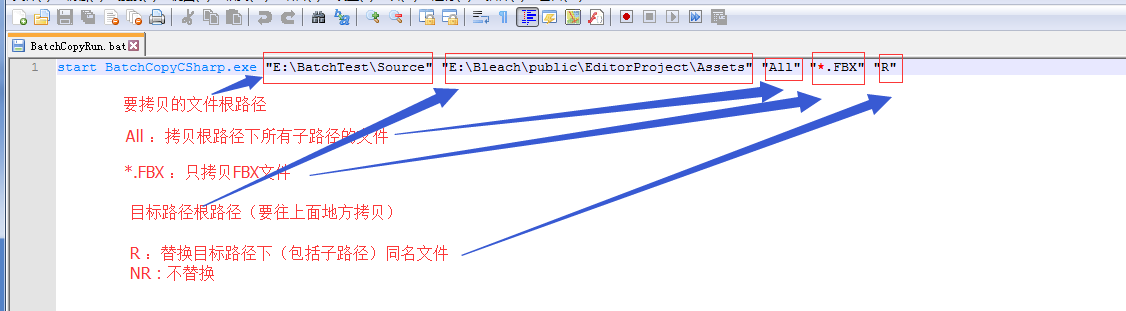 BatchCopyRun.bat
1 start BatchCopyCSharp.exe "E:\BatchTest\Source" "E:\Bleach\public\EditorProject\Assets" "All" "*.FBX" "R"
要拷贝的文件根路径
All： 拷贝根路径下所有子路径的文件
*.FBX： 只拷贝FBX文件
目标路径根路径（要往上面地方拷贝）
R ：替换目标路径下（包括子路径）同名文件
NR：不替换